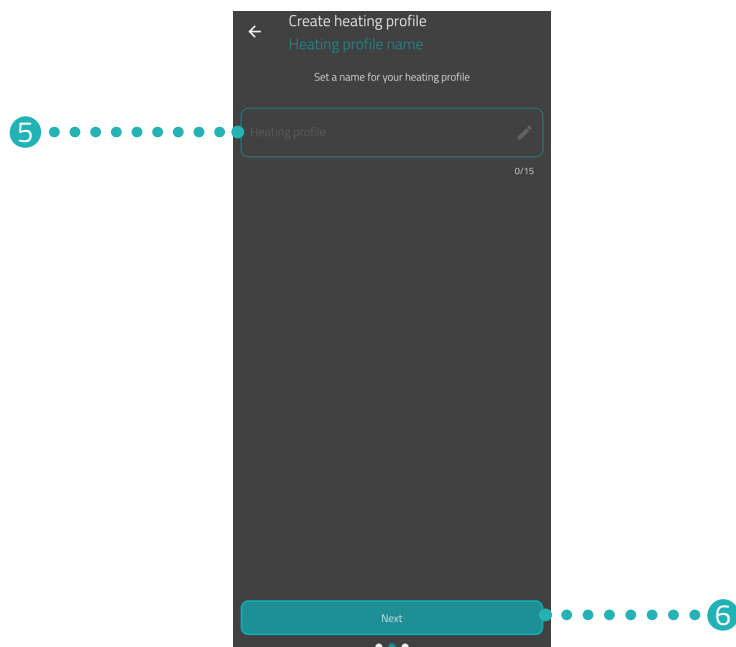 Create heating profile
Heating profile name
Set a name for your heating profile
5
Heating profile
0/15
Next
6